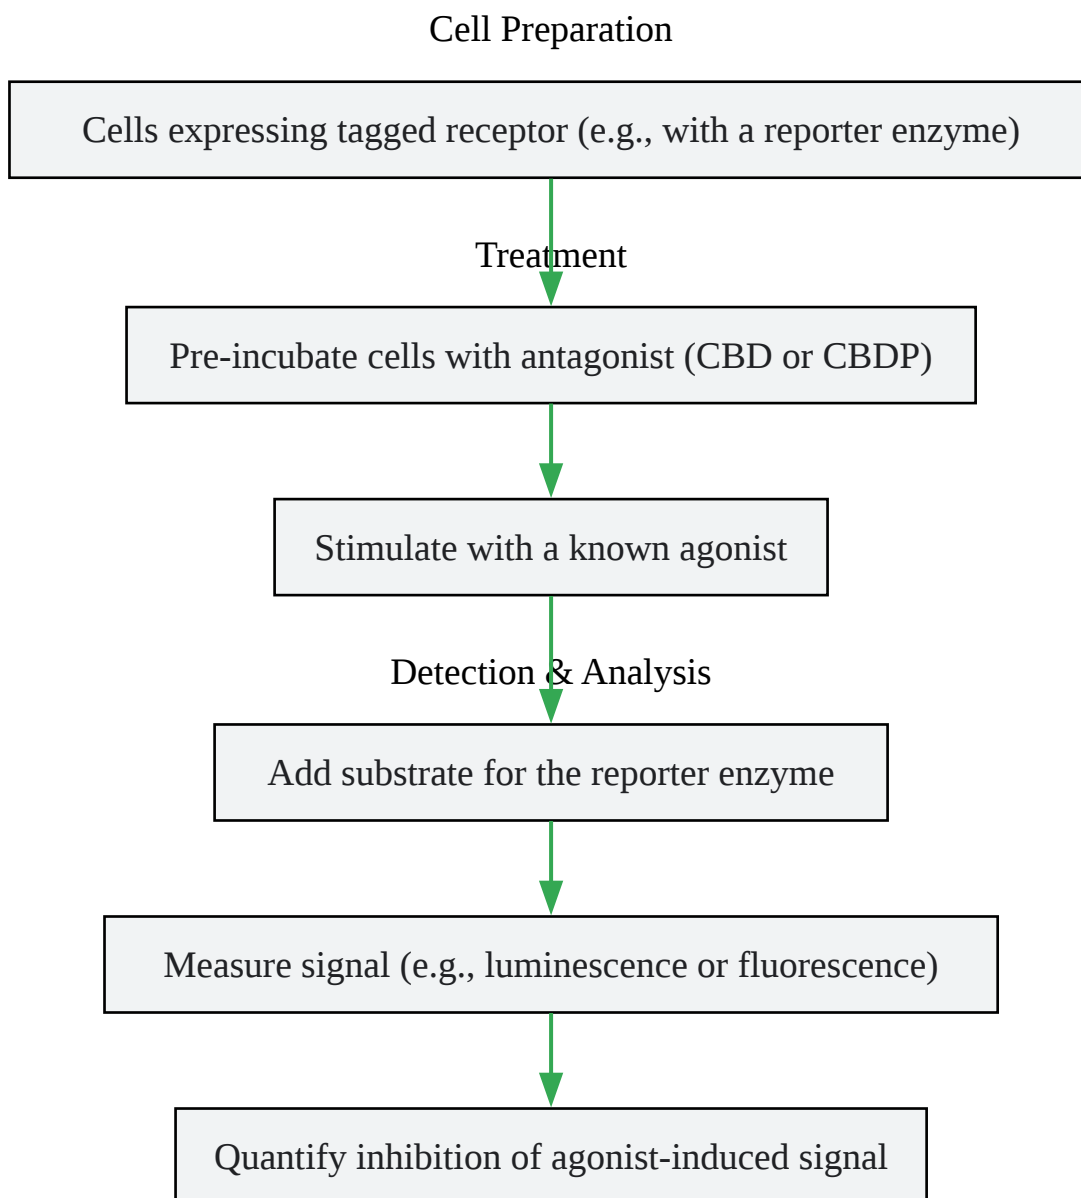 Cell Preparation
Cells expressing tagged receptor (e.g., with a reporter enzyme)
Treatment
Pre-incubate cells with antagonist (CBD or CBDP)
Stimulate with a known agonist
Detection & Analysis
Add substrate for the reporter enzyme
Measure signal (e.g., luminescence or fluorescence)
Quantify inhibition of agonist-induced signal